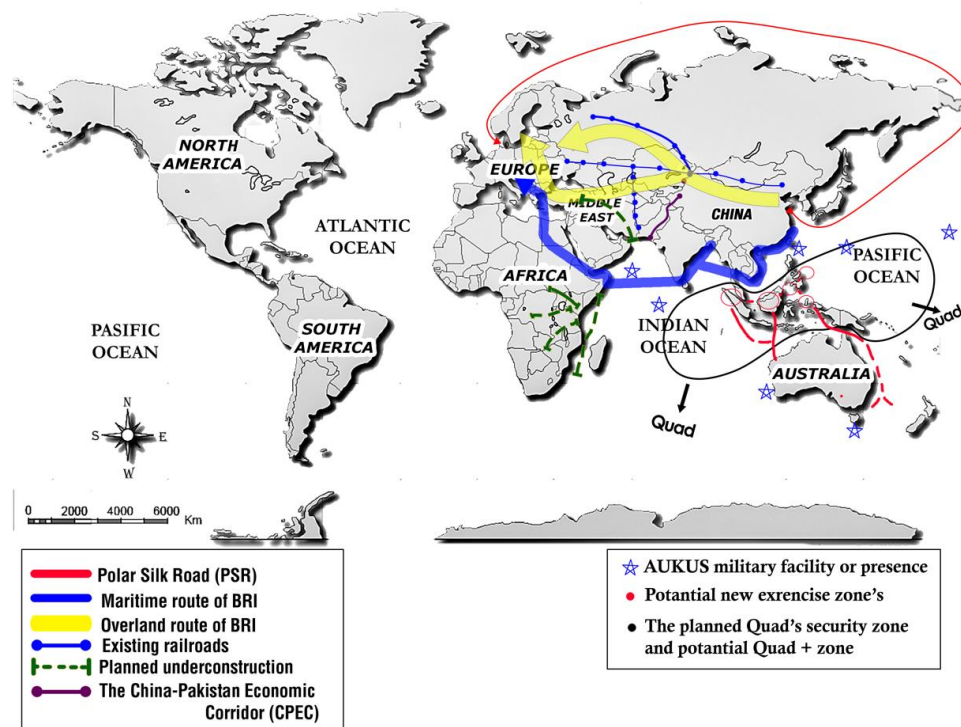 NORTH
AMERICA
ATLANTIC
OCEAN
PASIFIC
OCEAN
SOUTH
AMERICA
EUROPE
MIDDLE
EAST
CHINA
AFRICA
INDIAN
OCEAN
PASIFIC
OCEAN
Quad
AUSTRALIA
Quad
N
S E
W
0 2000 4000 6000 Km
Polar Silk Road (PSR)
Maritime route of BRI
Overland route of BRI
Existing railroads
Planned underconstruction
The China-Pakistan Economic
Corridor (CPEC)
AUKUS military facility or presence
Potantial new exrencise zone's
The planned Quad's security zone
and potential Quad + zone